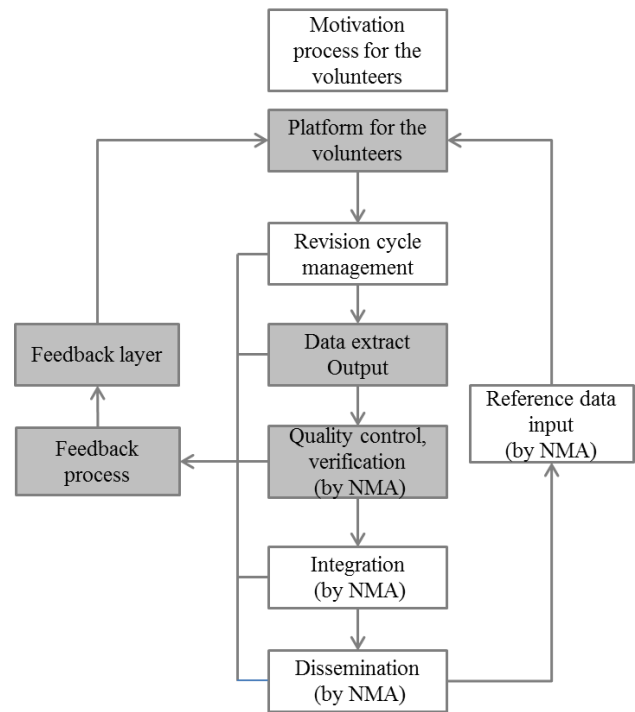 Motivation
process for the
volunteers
Platform for the
volunteers
Revision cycle
management
Feedback layer
Data extract
Output
Reference data
input
(by NMA)
Feedback
process
Quality control,
verification
(by NMA)
Integration
(by NMA)
Dissemination
(by NMA)